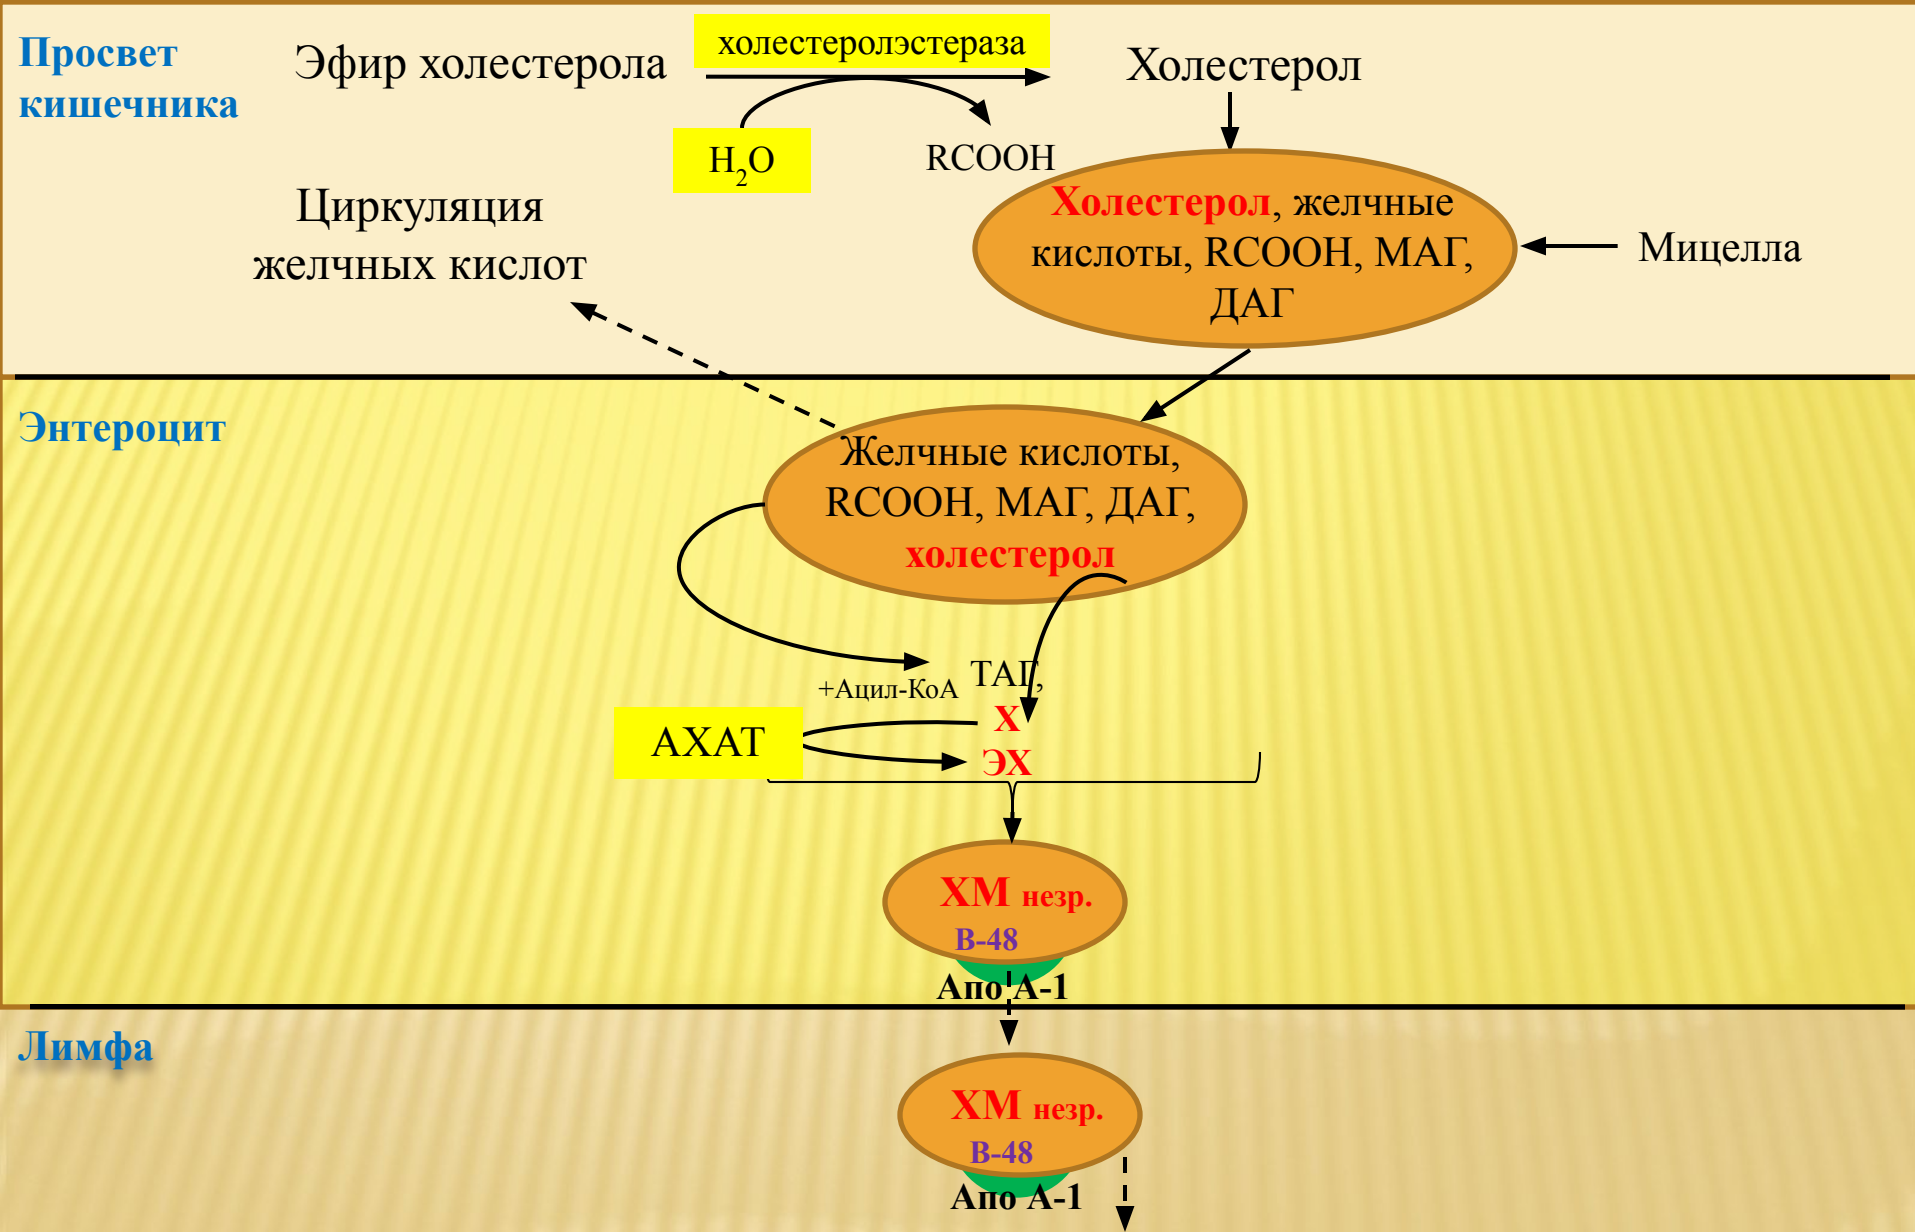 Просвет
кишечника
Эфир холестерола
холестеролэстераза
Холестерол
H₂O
RCOOH
Циркуляция
желчных кислот
Холестерол, желчные
кислоты, RCOOH, МАГ,
ДАГ
Мицелла
Энтероцит
Желчные кислоты,
RCOOH, МАГ, ДАГ,
холестерол
+Ацил-КоА
ТАГ,
Х
ЭХ
АХАТ
ХМ незр.
В-48
Апо А-1
Лимфа
ХМ незр.
В-48
Апо А-1